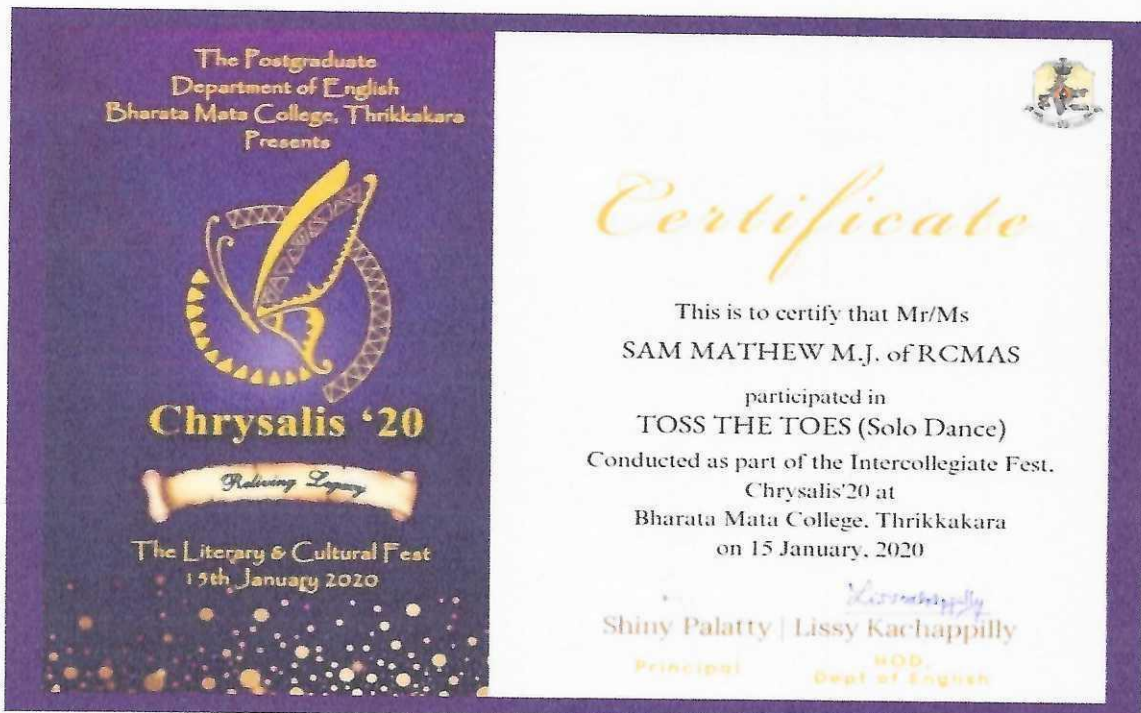 The Postgraduate
Department of English
Bharata Mata College, Thrikkakara
Presents
Chrysalis ‘20
Reliving Legacy
The Literary & Cultural Fest
15th January 2020
Certificate
This is to certify that Mr/Ms
SAM MATHEW M.J. of RCMAS
participated in
TOSS THE TOES (Solo Dance)
Conducted as part of the Intercollegiate Fest,
Chrysalis'20 at
Bharata Mata College, Thrikkakara
on 15 January, 2020
Shiny Palatty | Lissy Kachappilly
Principal
HOD,
Dept of English